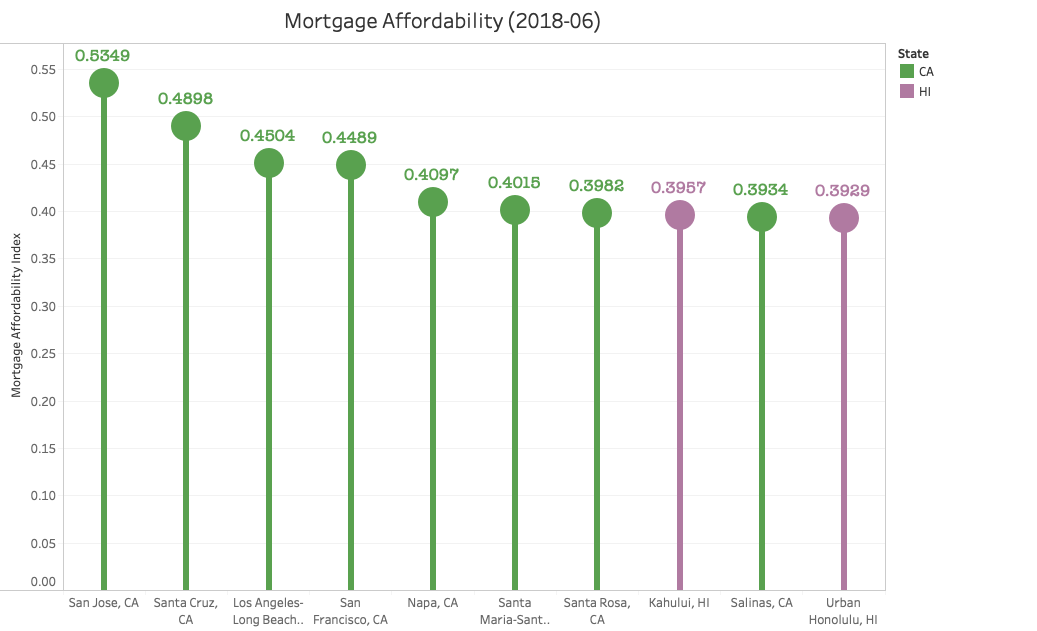 Mortgage Affordability (2018-06)
State
CA
HI
Mortgage Affordability Index
0.55
0.50
0.45
0.40
0.35
0.30
0.25
0.20
0.15
0.10
0.05
0.00
0.5349
0.4898
0.4504
0.4489
0.4097
0.4015
0.3982
0.3957
0.3934
0.3929
San Jose, CA
Santa Cruz,
CA
Los Angeles-
Long Beach..
San
Francisco, CA
Napa, CA
Santa
Maria-Sant..
Santa Rosa,
CA
Kahului, HI
Salinas, CA
Urban
Honolulu, HI